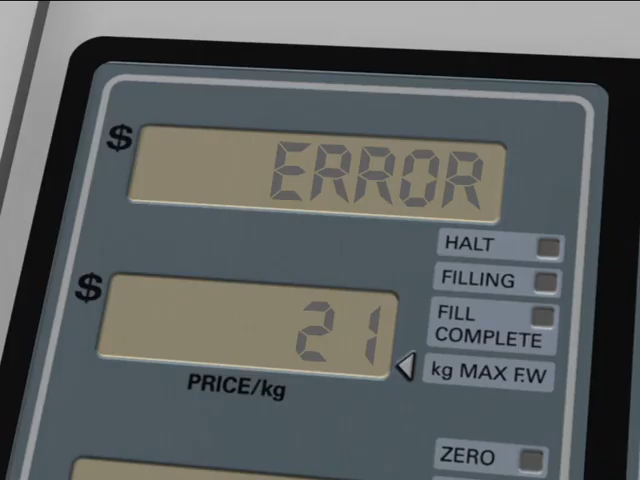 $ ERROR
HALT
FILLING
$ 21
FILL
COMPLETE
kg MAX F.W
PRICE/kg
ZERO